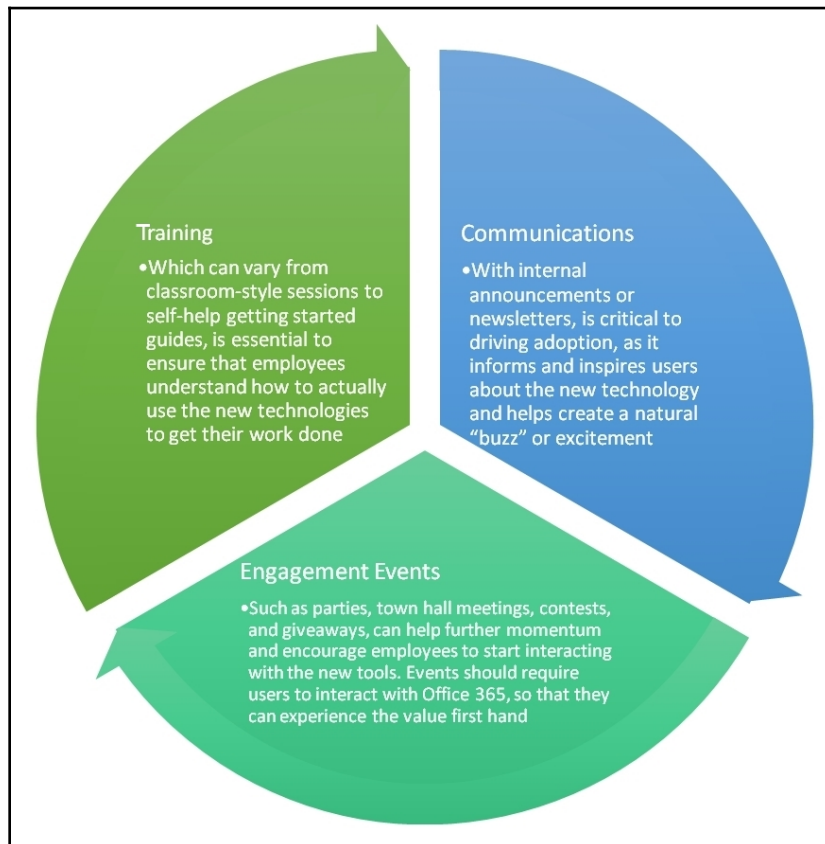 Training
•Which can vary from
classroom-style sessions to
self-help getting started
guides, is essential to
ensure that employees
understand how to actually
use the new technologies
to get their work done
Communications
•With internal
announcements or
newsletters, is critical to
driving adoption, as it
informs and inspires users
about the new technology
and helps create a natural
“buzz” or excitement
Engagement Events
•Such as parties, town hall meetings, contests,
and giveaways, can help further momentum
and encourage employees to start interacting
with the new tools. Events should require
users to interact with Office 365, so that they
can experience the value first hand